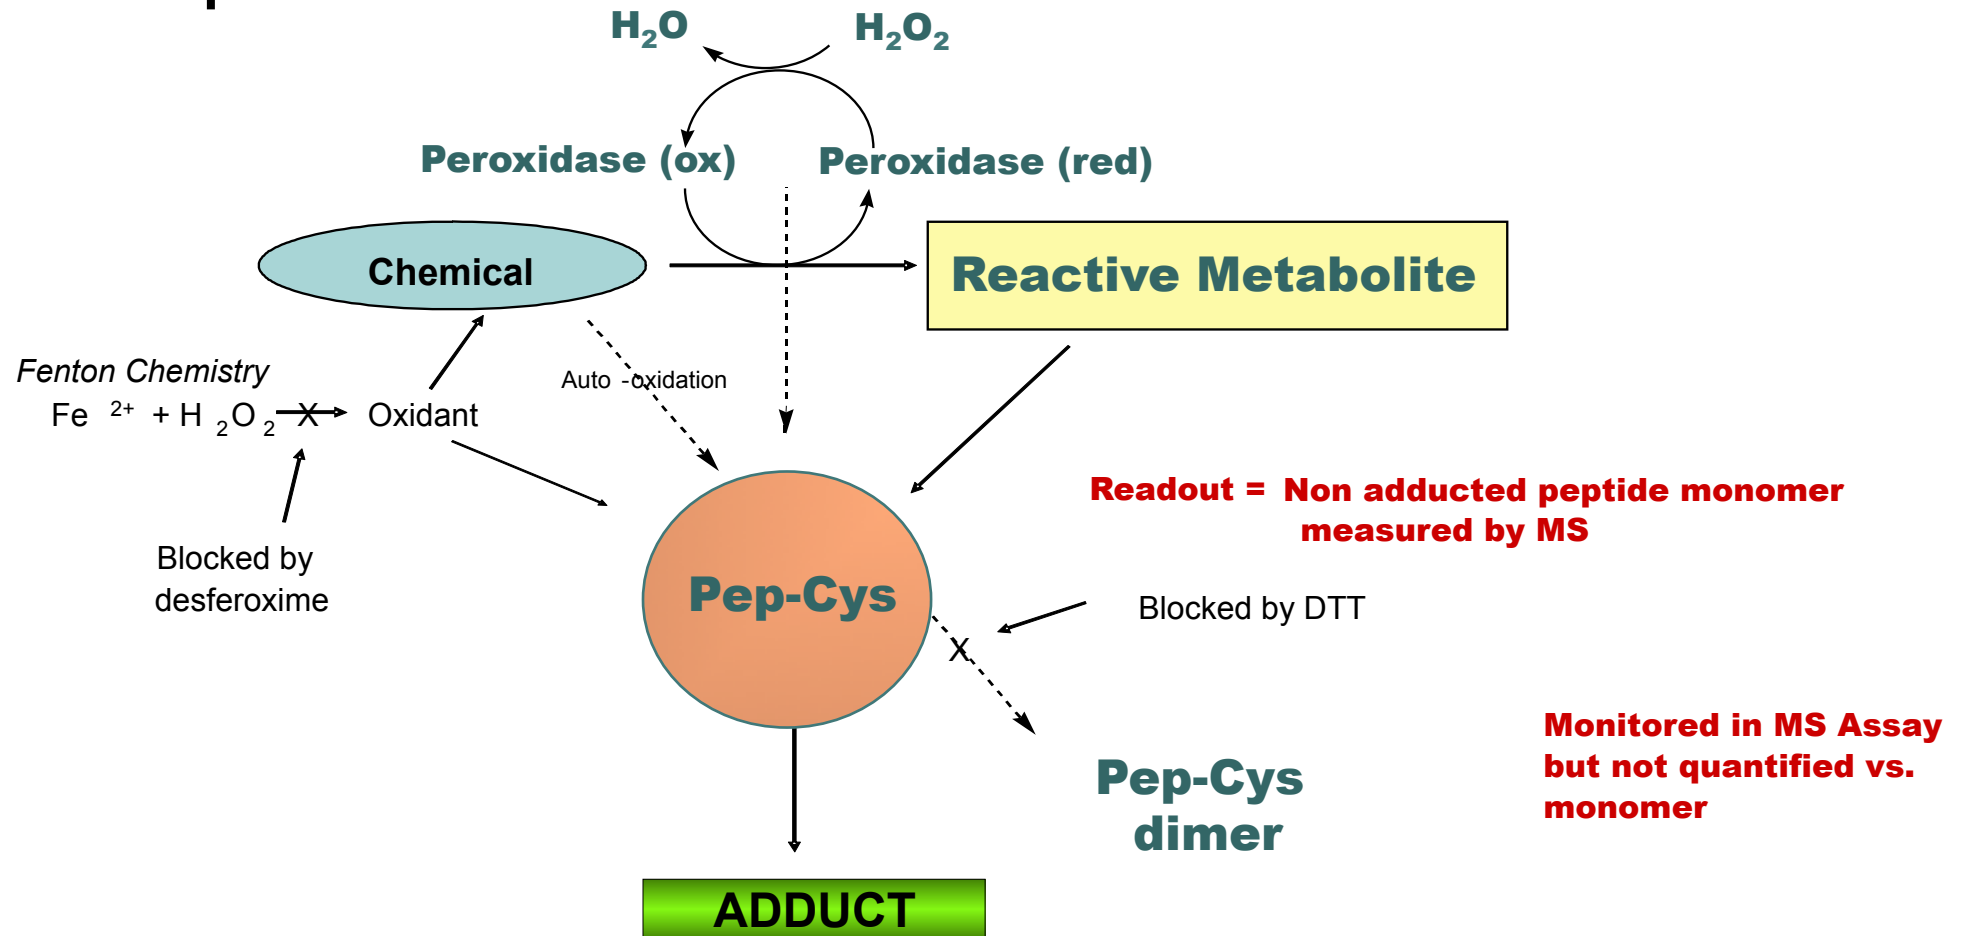 H2O H2O2
Peroxidase (ox) Peroxidase (red)
Chemical
Reactive Metabolite
Fenton Chemistry
Auto -oxidation
Fe 2+ + H 2O 2 X Oxidant
Blocked by
desferoxime
Readout = Non adducted peptide monomer
measured by MS
Pep-Cys
Blocked by DTT
X
Pep-Cys
dimer
Monitored in MS Assay
but not quantified vs.
monomer
ADDUCT